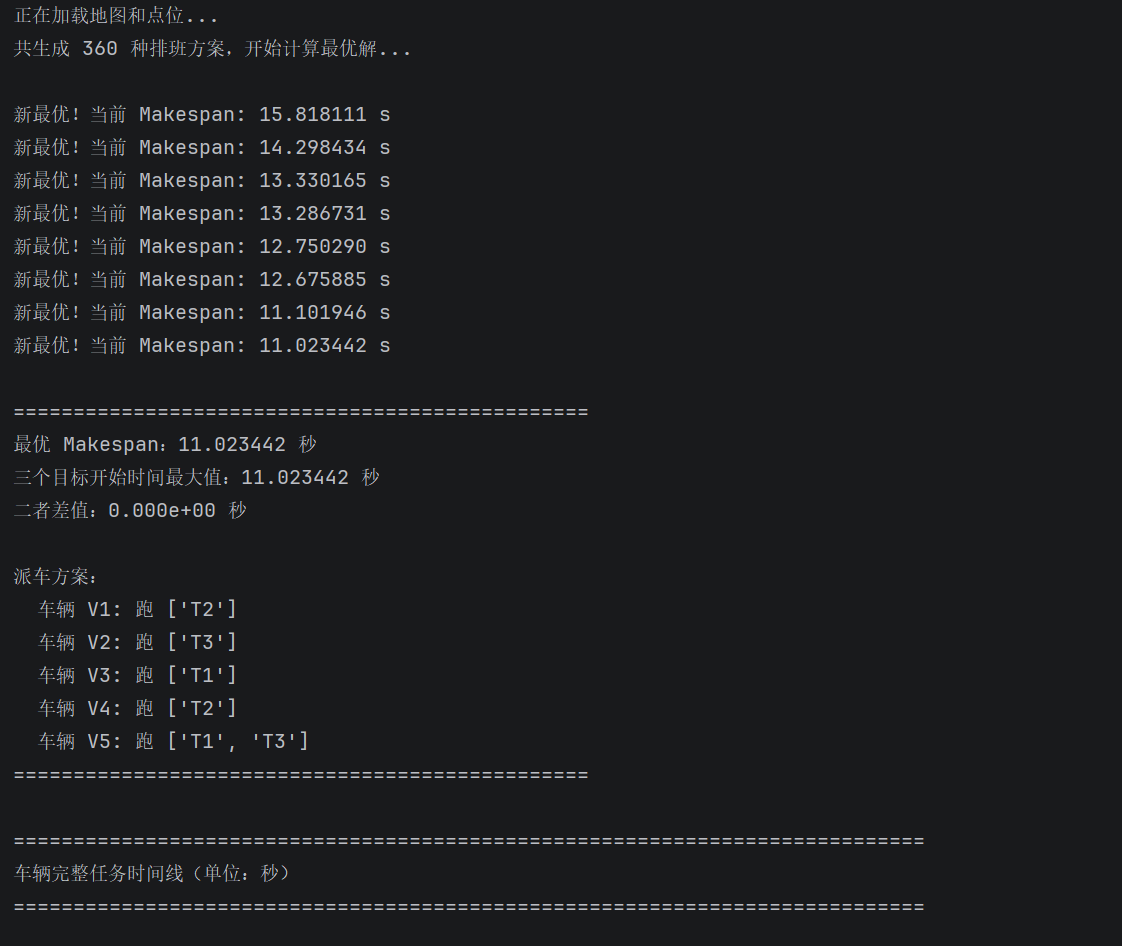 正在加载地图和点位...
共生成 360 种排班方案，开始计算最优解...
新最优！当前 Makespan: 15.818111 s
新最优！当前 Makespan: 14.298434 s
新最优！当前 Makespan: 13.330165 s
新最优！当前 Makespan: 13.286731 s
新最优！当前 Makespan: 12.750290 s
新最优！当前 Makespan: 12.675885 s
新最优！当前 Makespan: 11.101946 s
新最优！当前 Makespan: 11.023442 s
================================================
最优 Makespan：11.023442 秒
三个目标开始时间最大值：11.023442 秒
二者差值：0.000e+00 秒
派车方案：
车辆 V1: 跑 ['T2']
车辆 V2: 跑 ['T3']
车辆 V3: 跑 ['T1']
车辆 V4: 跑 ['T2']
车辆 V5: 跑 ['T1', 'T3']
================================================
============================================================================
车辆完整任务时间线（单位：秒）
============================================================================